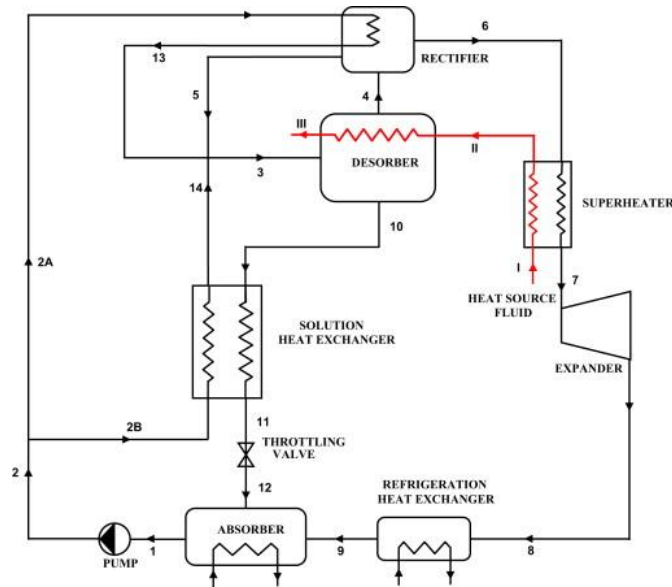 6
13
RECTIFIER
5
4
III
II
DESORBER
3
14
SUPERHEATER
10
2A
I
7
HEAT SOURCE
FLUID
SOLUTION
HEAT EXCHANGER
EXPANDER
2B
11
THROTTLING
VALVE
2
12
REFRIGERATION
HEAT EXCHANGER
ABSORBER
1
9
8
PUMP